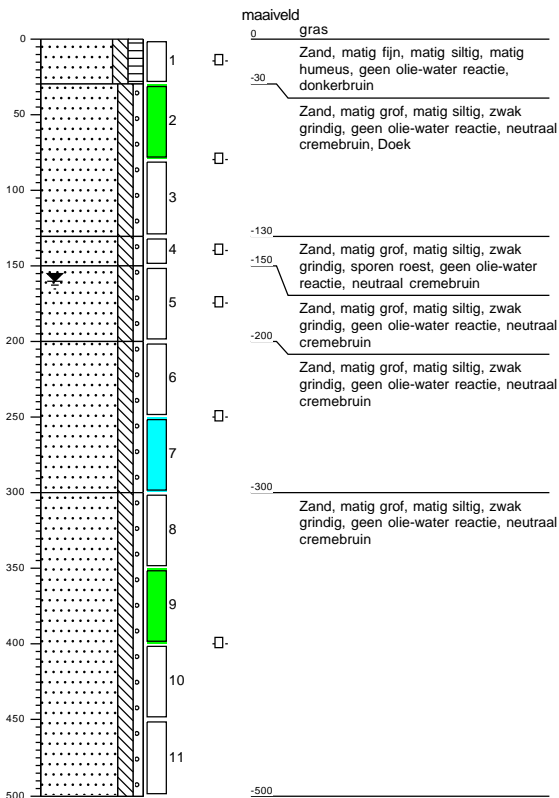 maaiveld
0
0
gras
Zand, matig fijn, matig siltig, matig
humeus, geen olie-water reactie,
donkerbruin
1
-30
Zand, matig grof, matig siltig, zwak
grindig, geen olie-water reactie, neutraal
cremebruin, Doek
50
2
100
3
-130
Zand, matig grof, matig siltig, zwak
grindig, sporen roest, geen olie-water
reactie, neutraal cremebruin
4
150
-150
Zand, matig grof, matig siltig, zwak
grindig, geen olie-water reactie, neutraal
cremebruin
5
200
-200
Zand, matig grof, matig siltig, zwak
grindig, geen olie-water reactie, neutraal
cremebruin
6
250
7
300
-300
Zand, matig grof, matig siltig, zwak
grindig, geen olie-water reactie, neutraal
cremebruin
8
350
9
400
10
450
11
500
-500